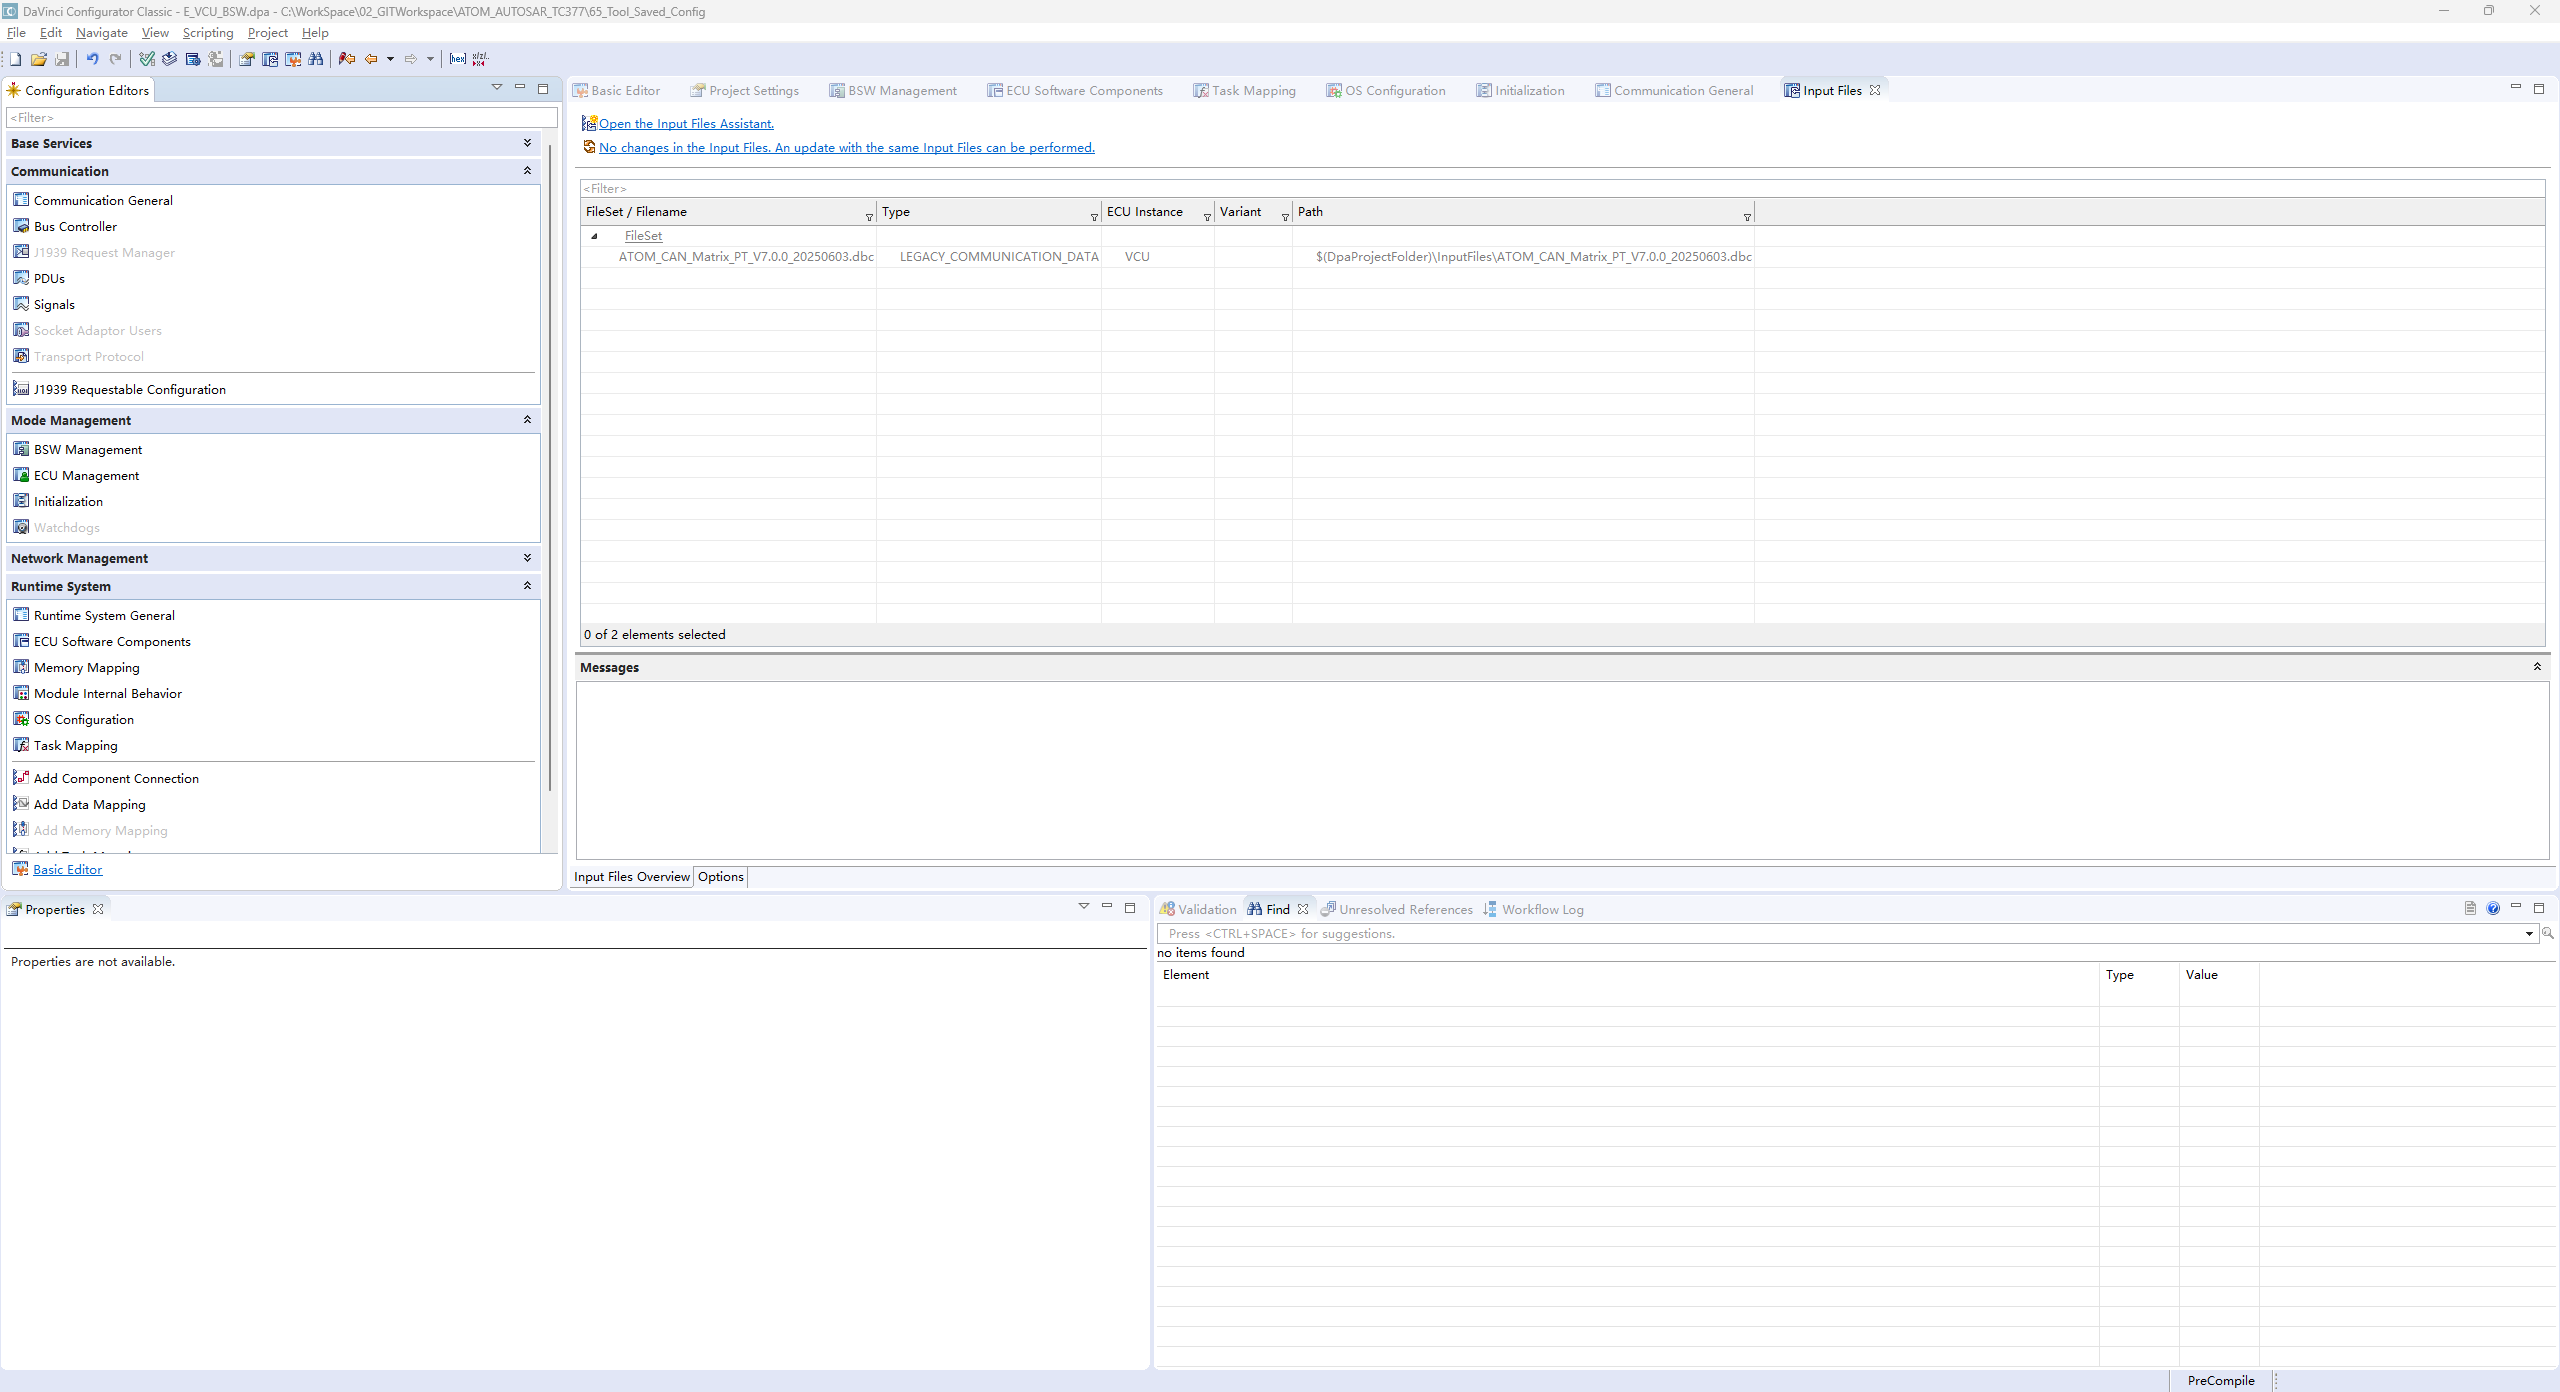 DaVinci Configurator Classic - E_VCU_BSW.dpa - C:\WorkSpace\02_GITWorkspace\ATOM_AUTOSAR_TC377\65_Tool_Saved_Config
File Edit Navigate View Scripting Project Help
Configuration Editors
<Filter>
Base Services
Communication
Communication General
Bus Controller
J1939 Request Manager
PDUs
Signals
Socket Adaptor Users
Transport Protocol
J1939 Requestable Configuration
Mode Management
BSW Management
ECU Management
Initialization
Watchdogs
Network Management
Runtime System
Runtime System General
ECU Software Components
Memory Mapping
Module Internal Behavior
OS Configuration
Task Mapping
Add Component Connection
Add Data Mapping
Add Memory Mapping
Basic Editor
Basic Editor Project Settings BSW Management ECU Software Components Task Mapping OS Configuration Initialization Communication General Input Files
Open the Input Files Assistant.
No changes in the Input Files. An update with the same Input Files can be performed.
<Filter>
FileSet / Filename Type ECU Instance Variant Path
FileSet
ATOM_CAN_Matrix_PT_V7.0.0_20250603.dbc LEGACY_COMMUNICATION_DATA VCU $(DpaProjectFolder)\InputFiles\ATOM_CAN_Matrix_PT_V7.0.0_20250603.dbc
0 of 2 elements selected
Messages
Input Files Overview Options
Properties
Properties are not available.
Validation Find Unresolved References Workflow Log
Press <CTRL+SPACE> for suggestions.
no items found
Element Type Value
PreCompile